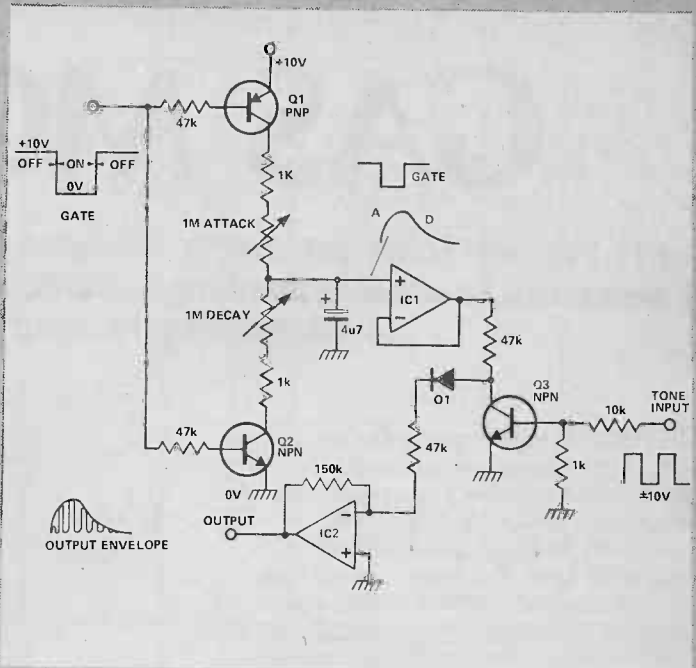 +10V
Q1
PNP
47k
+10V
OFF ON OFF
0V
GATE
1K
GATE
1M ATTACK
A
D
+
IC1
−
1M DECAY
+
4u7
47k
1k
Q3
NPN
TONE
INPUT
D1
10k
47k
Q2
NPN
47k
1k
0V
150k
±10V
OUTPUT
−
IC2
+
OUTPUT ENVELOPE